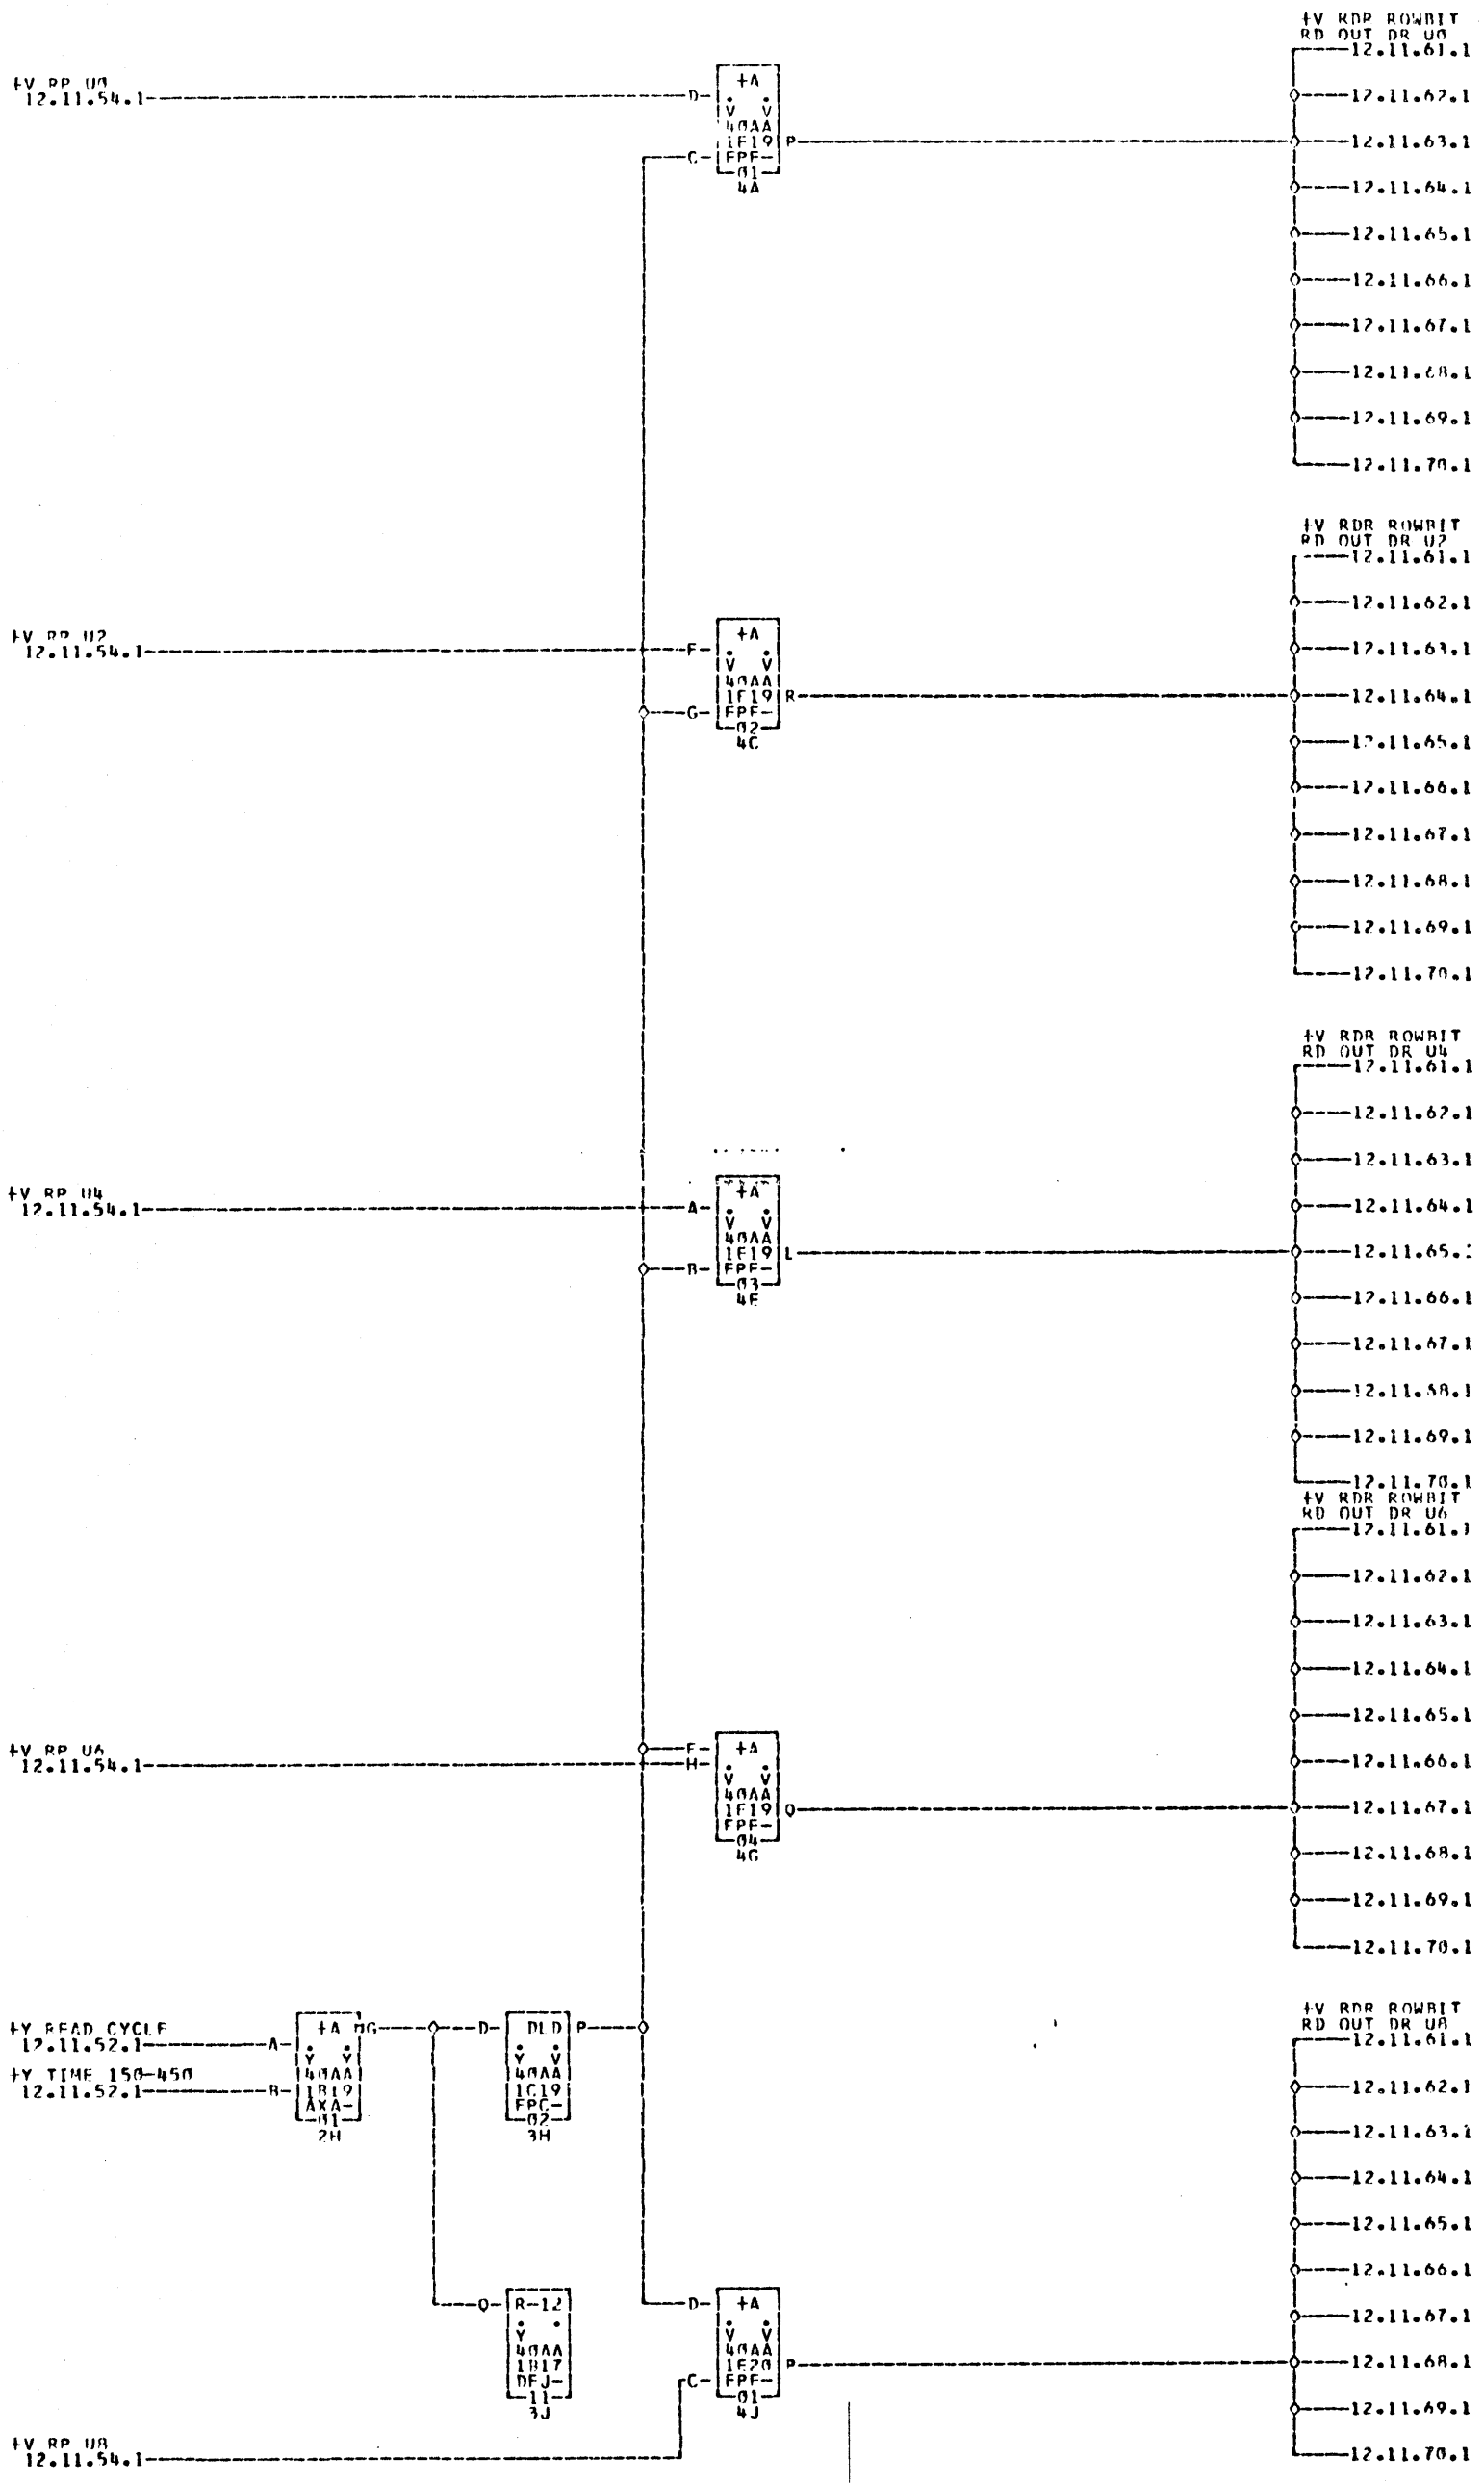 +V RDR ROWBIT
RD OUT DR U0
12.11.61.1
+V RP U0
12.11.54.1
D
+A
V V
40AA
1F19 P
C FPF-
01
4A
12.11.62.1
12.11.63.1
12.11.64.1
12.11.65.1
12.11.66.1
12.11.67.1
12.11.68.1
12.11.69.1
12.11.70.1
+V RDR ROWBIT
RD OUT DR U2
12.11.61.1
+V RP U2
12.11.54.1
F
+A
V V
40AA
1F19 R
G FPF-
02
4C
12.11.62.1
12.11.63.1
12.11.64.1
12.11.65.1
12.11.66.1
12.11.67.1
12.11.68.1
12.11.69.1
12.11.70.1
+V RDR ROWBIT
RD OUT DR U4
12.11.61.1
+V RP U4
12.11.54.1
A
+A
V V
40AA
1F19 L
B FPF-
03
4E
12.11.62.1
12.11.63.1
12.11.64.1
12.11.65.
12.11.66.1
12.11.67.1
12.11.58.1
12.11.69.1
12.11.70.1
+V RDR ROWBIT
RD OUT DR U6
12.11.61.1
+V RP U6
12.11.54.1
F +A
H
V V
40AA
1F19 Q
FPF-
04
4G
12.11.62.1
12.11.63.1
12.11.64.1
12.11.65.1
12.11.66.1
12.11.67.1
12.11.68.1
12.11.69.1
12.11.70.1
+Y READ CYCLE
12.11.52.1 A
+Y TIME 150-450
12.11.52.1 B
+A MG
Y Y
40AA
1B19
AXA-
01
2H
D DLD P
Y V
40AA
1C19
FPC-
02
3H
Q R-12
Y
40AA
1B17
DFJ-
11
3J
D +A
V V
40AA
1F20 P
C FPF-
01
4J
+V RDR ROWBIT
RD OUT DR U8
12.11.61.1
12.11.62.1
12.11.63.1
12.11.64.1
12.11.65.1
12.11.66.1
12.11.67.1
12.11.68.1
12.11.69.1
12.11.70.1
+V RP U8
12.11.54.1